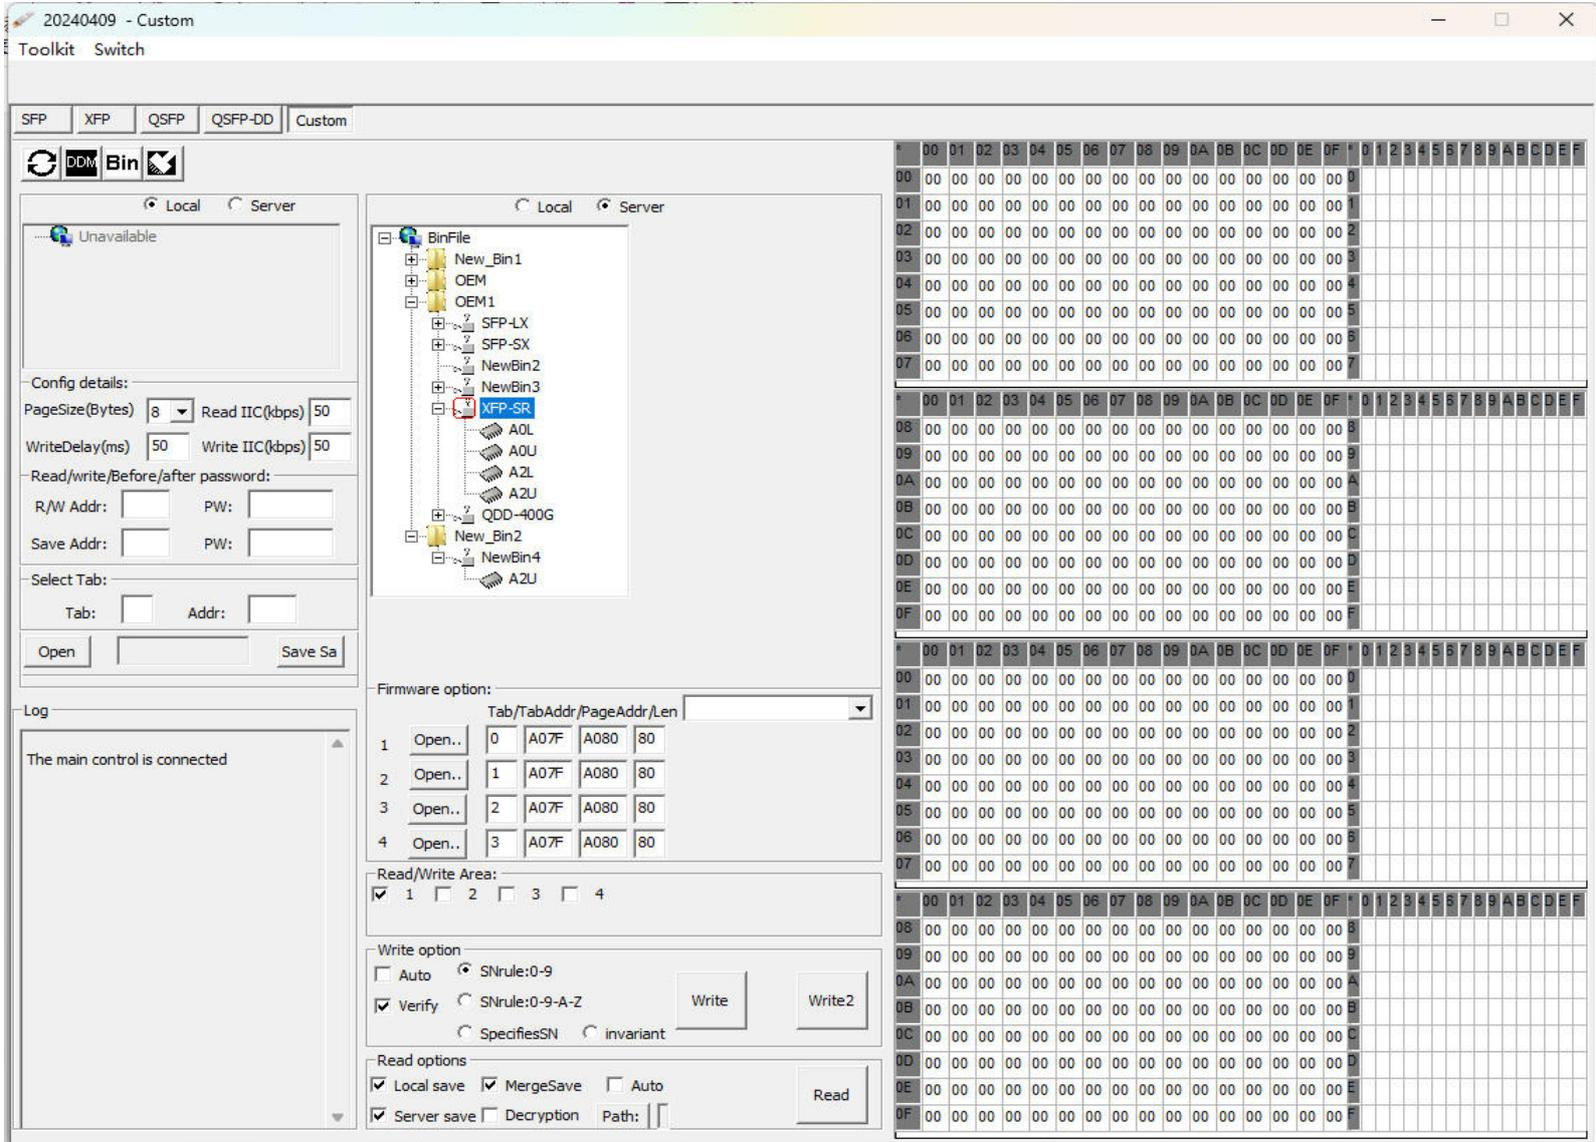 20240409 - Custom
Toolkit Switch
SFP XFP QSFP QSFP-DD Custom
DDM Bin
Local Server
Unavailable
Config details:
PageSize(Bytes) 8 Read IIC(kbps) 50
WriteDelay(ms) 50 Write IIC(kbps) 50
Read/write/Before/after password:
R/W Addr: PW:
Save Addr: PW:
Select Tab:
Tab: Addr:
Open Save Sa
Log
The main control is connected
Local Server
BinFile
New_Bin1
OEM
OEM1
SFP-LX
SFP-SX
NewBin2
NewBin3
XFP-SR
A0L
A0U
A2L
A2U
QDD-400G
New_Bin2
NewBin4
A2U
Firmware option:
Tab/TabAddr/PageAddr/Len
1 Open.. 0 A07F A080 80
2 Open.. 1 A07F A080 80
3 Open.. 2 A07F A080 80
4 Open.. 3 A07F A080 80
Read/Write Area:
1 2 3 4
Write option
Auto SNrule:0-9
Verify SNrule:0-9-A-Z Write Write2
SpecifiesSN invariant
Read options
Local save MergeSave Auto
Server save Decryption Path: Read
* 00 01 02 03 04 05 06 07 08 09 0A 0B 0C 0D 0E 0F * 0 1 2 3 4 5 6 7 8 9 A B C D E F
00 00 00 00 00 00 00 00 00 00 00 00 00 00 00 00 00 0
01 00 00 00 00 00 00 00 00 00 00 00 00 00 00 00 00 1
02 00 00 00 00 00 00 00 00 00 00 00 00 00 00 00 00 2
03 00 00 00 00 00 00 00 00 00 00 00 00 00 00 00 00 3
04 00 00 00 00 00 00 00 00 00 00 00 00 00 00 00 00 4
05 00 00 00 00 00 00 00 00 00 00 00 00 00 00 00 00 5
06 00 00 00 00 00 00 00 00 00 00 00 00 00 00 00 00 6
07 00 00 00 00 00 00 00 00 00 00 00 00 00 00 00 00 7
* 00 01 02 03 04 05 06 07 08 09 0A 0B 0C 0D 0E 0F * 0 1 2 3 4 5 6 7 8 9 A B C D E F
08 00 00 00 00 00 00 00 00 00 00 00 00 00 00 00 00 8
09 00 00 00 00 00 00 00 00 00 00 00 00 00 00 00 00 9
0A 00 00 00 00 00 00 00 00 00 00 00 00 00 00 00 00 A
0B 00 00 00 00 00 00 00 00 00 00 00 00 00 00 00 00 B
0C 00 00 00 00 00 00 00 00 00 00 00 00 00 00 00 00 C
0D 00 00 00 00 00 00 00 00 00 00 00 00 00 00 00 00 D
0E 00 00 00 00 00 00 00 00 00 00 00 00 00 00 00 00 E
0F 00 00 00 00 00 00 00 00 00 00 00 00 00 00 00 00 F
* 00 01 02 03 04 05 06 07 08 09 0A 0B 0C 0D 0E 0F * 0 1 2 3 4 5 6 7 8 9 A B C D E F
00 00 00 00 00 00 00 00 00 00 00 00 00 00 00 00 00 0
01 00 00 00 00 00 00 00 00 00 00 00 00 00 00 00 00 1
02 00 00 00 00 00 00 00 00 00 00 00 00 00 00 00 00 2
03 00 00 00 00 00 00 00 00 00 00 00 00 00 00 00 00 3
04 00 00 00 00 00 00 00 00 00 00 00 00 00 00 00 00 4
05 00 00 00 00 00 00 00 00 00 00 00 00 00 00 00 00 5
06 00 00 00 00 00 00 00 00 00 00 00 00 00 00 00 00 6
07 00 00 00 00 00 00 00 00 00 00 00 00 00 00 00 00 7
* 00 01 02 03 04 05 06 07 08 09 0A 0B 0C 0D 0E 0F * 0 1 2 3 4 5 6 7 8 9 A B C D E F
08 00 00 00 00 00 00 00 00 00 00 00 00 00 00 00 00 8
09 00 00 00 00 00 00 00 00 00 00 00 00 00 00 00 00 9
0A 00 00 00 00 00 00 00 00 00 00 00 00 00 00 00 00 A
0B 00 00 00 00 00 00 00 00 00 00 00 00 00 00 00 00 B
0C 00 00 00 00 00 00 00 00 00 00 00 00 00 00 00 00 C
0D 00 00 00 00 00 00 00 00 00 00 00 00 00 00 00 00 D
0E 00 00 00 00 00 00 00 00 00 00 00 00 00 00 00 00 E
0F 00 00 00 00 00 00 00 00 00 00 00 00 00 00 00 00 F